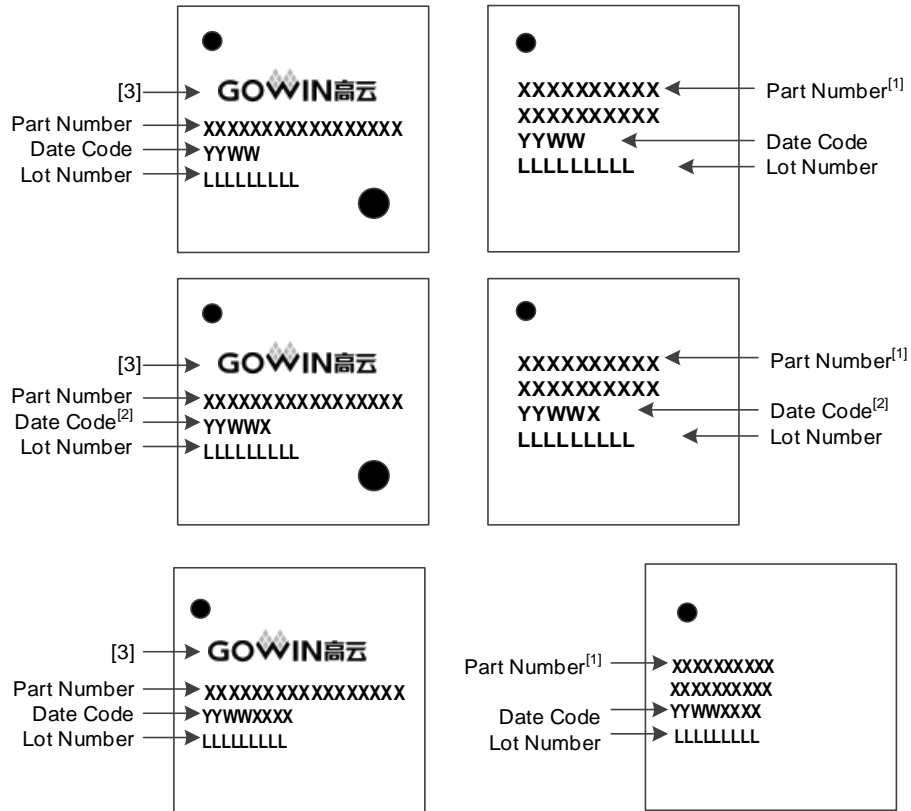 [3] GOWIN高云
Part Number XXXXXXXXXXXXXXXXX
Date Code YYWW
Lot Number LLLLLLLLL
XXXXXXXXXX Part Number[1]
XXXXXXXXXX
YYWW Date Code
LLLLLLLLL Lot Number
[3] GOWIN高云
Part Number XXXXXXXXXXXXXXXXX
Date Code[2] YYWWX
Lot Number LLLLLLLLL
XXXXXXXXXX Part Number[1]
XXXXXXXXXX
YYWWX Date Code[2]
LLLLLLLLL Lot Number
[3] GOWIN高云
Part Number XXXXXXXXXXXXXXXXX
Date Code YYWWXXXX
Lot Number LLLLLLLLL
Part Number[1] XXXXXXXXXX
XXXXXXXXXX
Date Code YYWWXXXX
Lot Number LLLLLLLLL